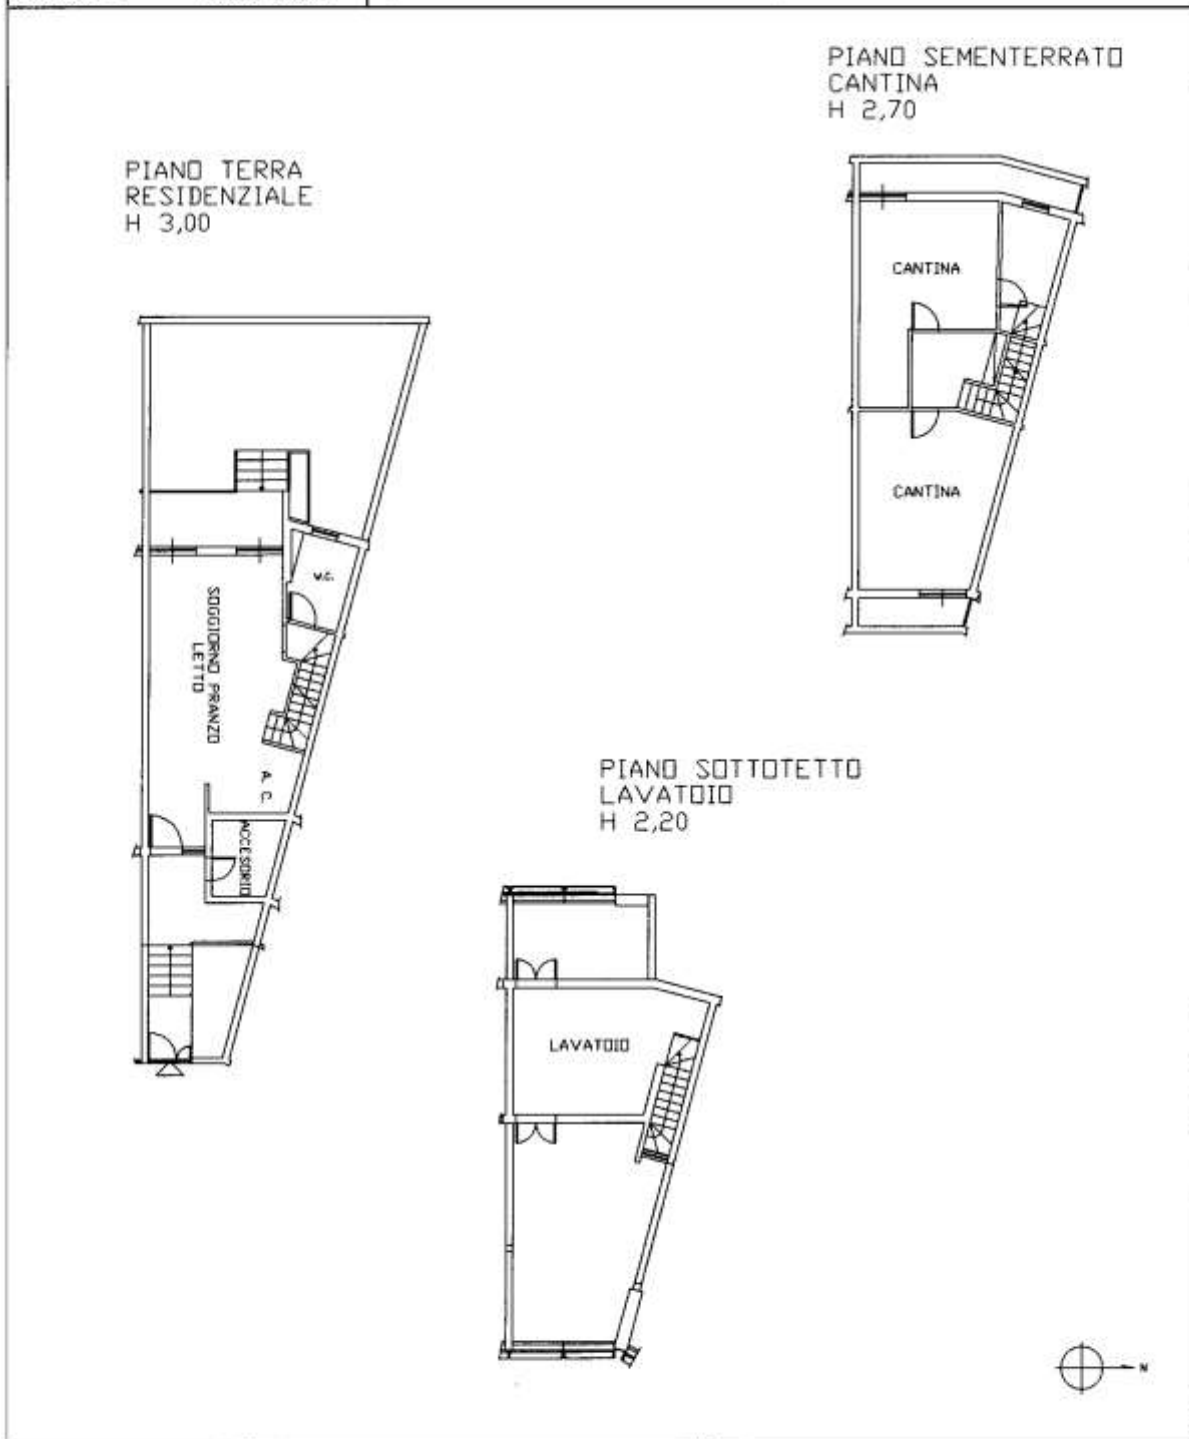 PIANO SEMENTERRATO
CANTINA
H 2,70
PIANO TERRA
RESIDENZIALE
H 3,00
CANTINA
CANTINA
W.C.
SOGGIORNO PRANZO
LETTO
A. C.
ACCESORIO
PIANO SOTTOTETTO
LAVATOIO
H 2,20
LAVATOIO
N